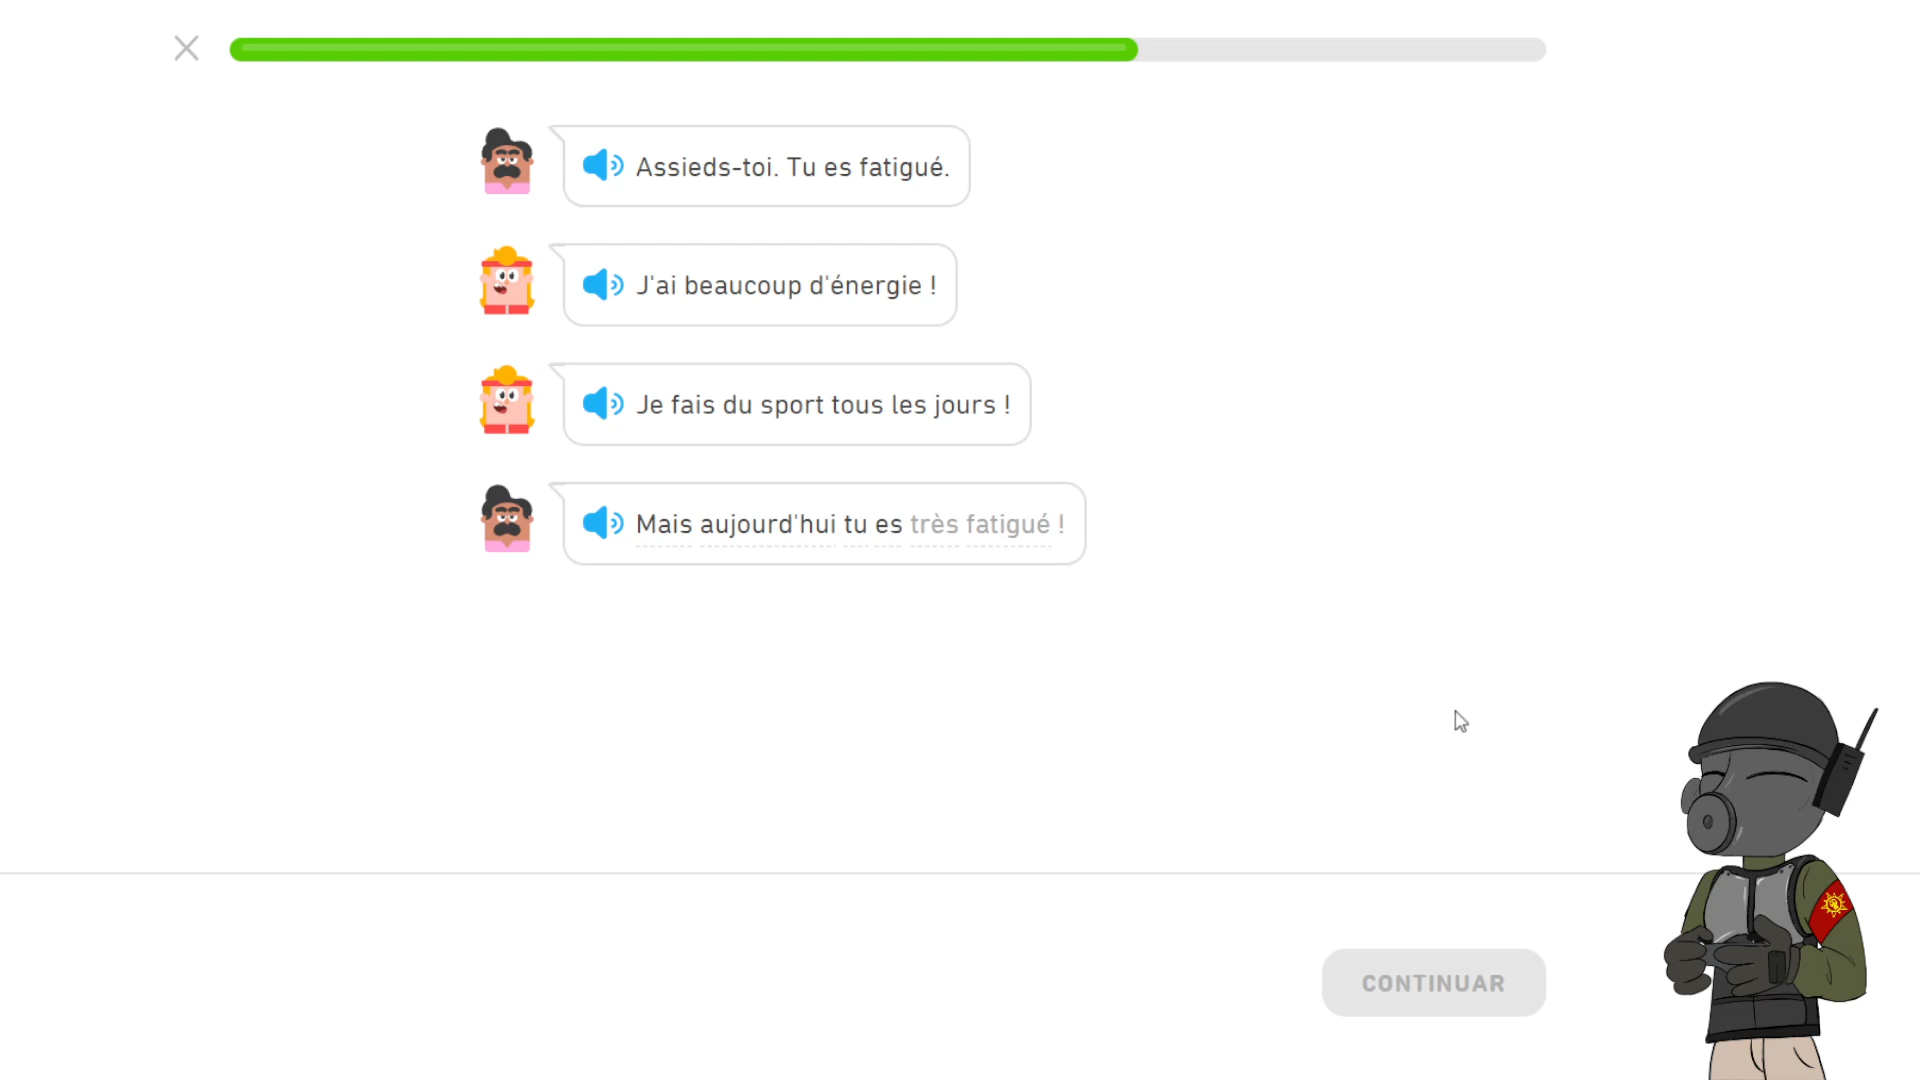 Assieds-toi. Tu es fatigué.
J'ai beaucoup d'énergie !
Je fais du sport tous les jours !
Mais aujourd'hui tu es très fatigué !
CONTINUAR